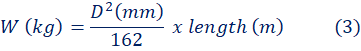 W (kg) = D²(mm) / 162 x length (m) (3)